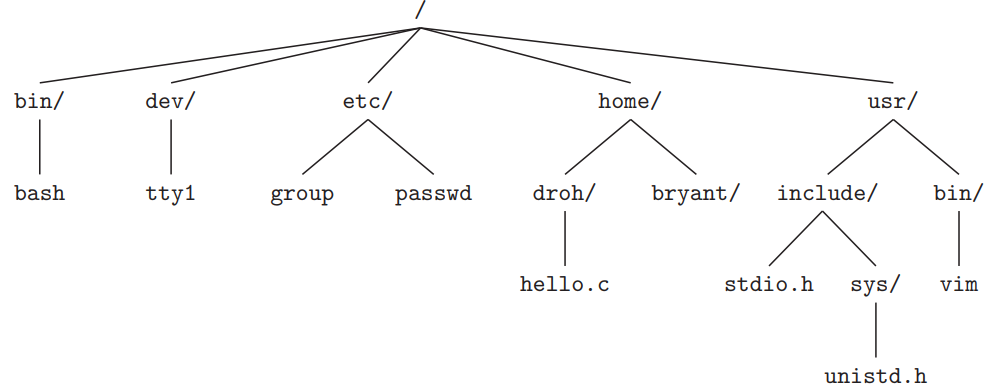 /
bin/ dev/ etc/ home/ usr/
bash tty1 group passwd droh/ bryant/ include/ bin/
hello.c stdio.h sys/ vim
unistd.h